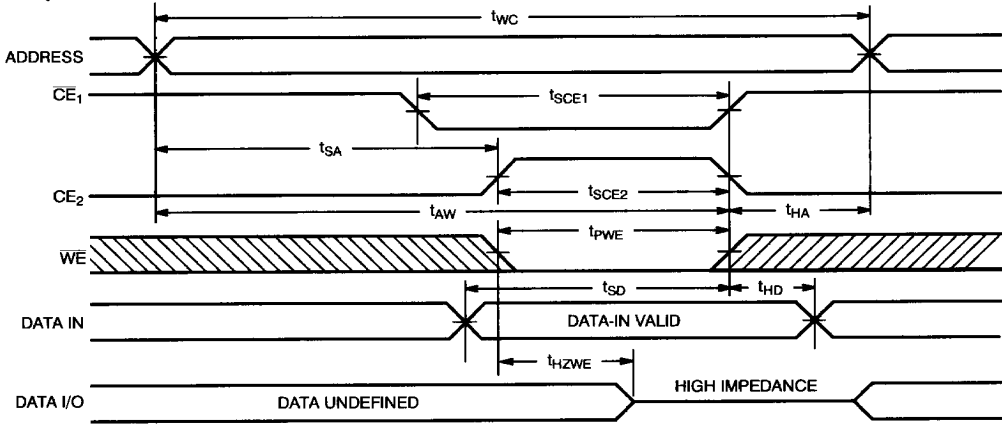 tWC
ADDRESS
CE1
tSCE1
tSA
CE2
tSCE2
tAW
tHA
tPWE
WE
tSD
tHD
DATA IN
DATA-IN VALID
tHZWE
DATA I/O
DATA UNDEFINED
HIGH IMPEDANCE